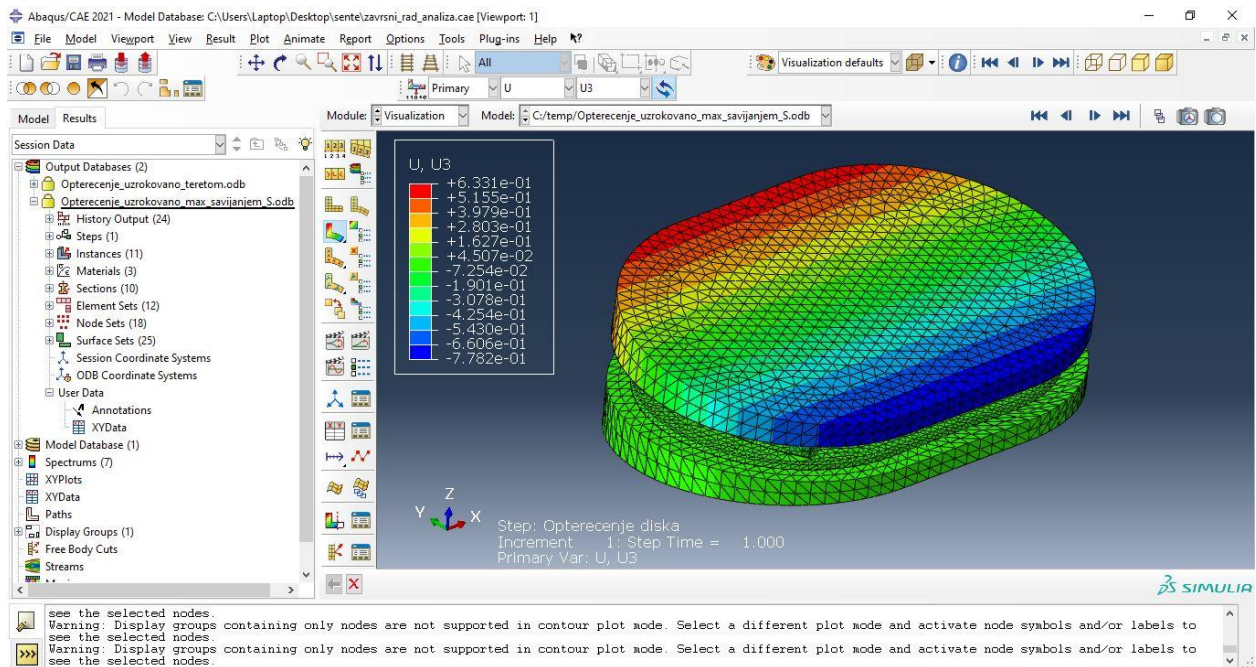 Abaqus/CAE 2021 - Model Database: C:\Users\Laptop\Desktop\sente\zavrsni_rad_analiza.cae [Viewport: 1]
File Model Viewport View Result Plot Animate Report Options Tools Plug-ins Help
All
Visualization defaults
Primary U U3
Model Results
Module: Visualization Model: C:/temp/Opterecenje_uzrokovano_max_savijanjem_S.odb
Session Data
Output Databases (2)
Opterecenje_uzrokovano_teretom.odb
Opterecenje_uzrokovano_max_savijanjem_S.odb
History Output (24)
Steps (1)
Instances (11)
Materials (3)
Sections (10)
Element Sets (12)
Node Sets (18)
Surface Sets (25)
Session Coordinate Systems
ODB Coordinate Systems
User Data
Annotations
XYData
Model Database (1)
Spectrums (7)
XYPlots
XYData
Paths
Display Groups (1)
Free Body Cuts
Streams
U, U3
+6.331e-01
+5.155e-01
+3.979e-01
+2.803e-01
+1.627e-01
+4.507e-02
-7.254e-02
-1.901e-01
-3.078e-01
-4.254e-01
-5.430e-01
-6.606e-01
-7.782e-01
Z
Y X
Step: Opterecenje diska
Increment 1: Step Time = 1.000
Primary Var: U, U3
SIMULIA
see the selected nodes.
Warning: Display groups containing only nodes are not supported in contour plot mode. Select a different plot mode and activate node symbols and/or labels to
see the selected nodes.
Warning: Display groups containing only nodes are not supported in contour plot mode. Select a different plot mode and activate node symbols and/or labels to
see the selected nodes.